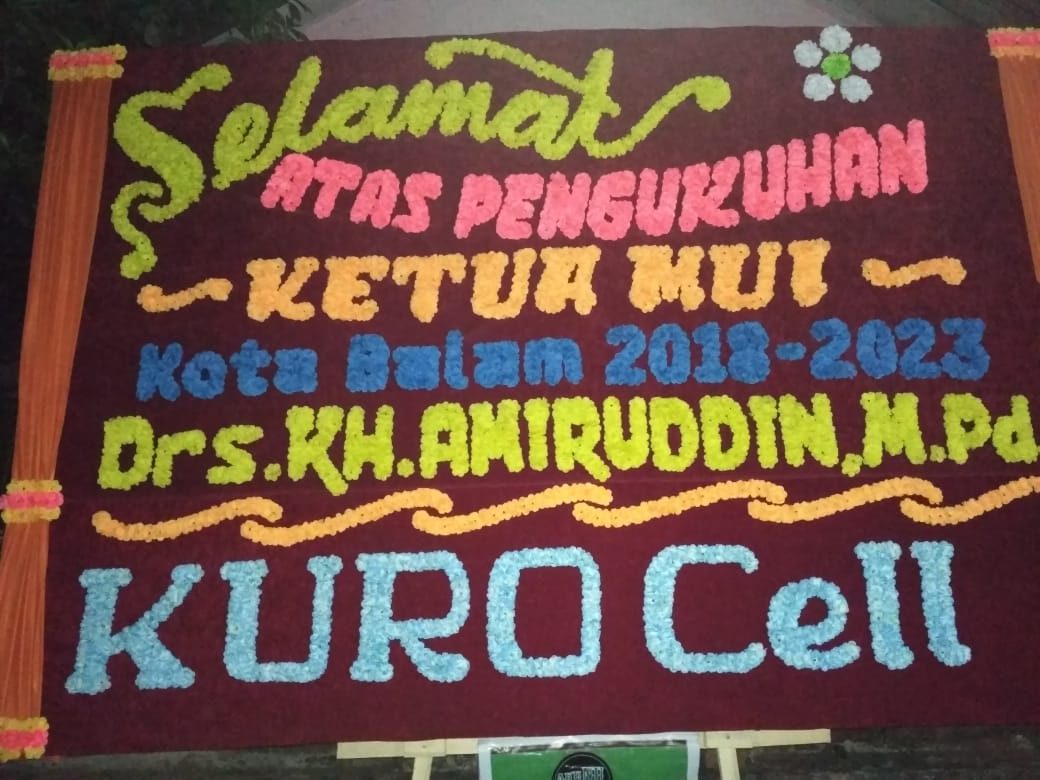 Selamat
ATAS PENGUKUHAN
KETUA MUI
Kota Balam 2018-2023
Drs.KH.AMIRUDDIN,M.Pd
KURO Cell